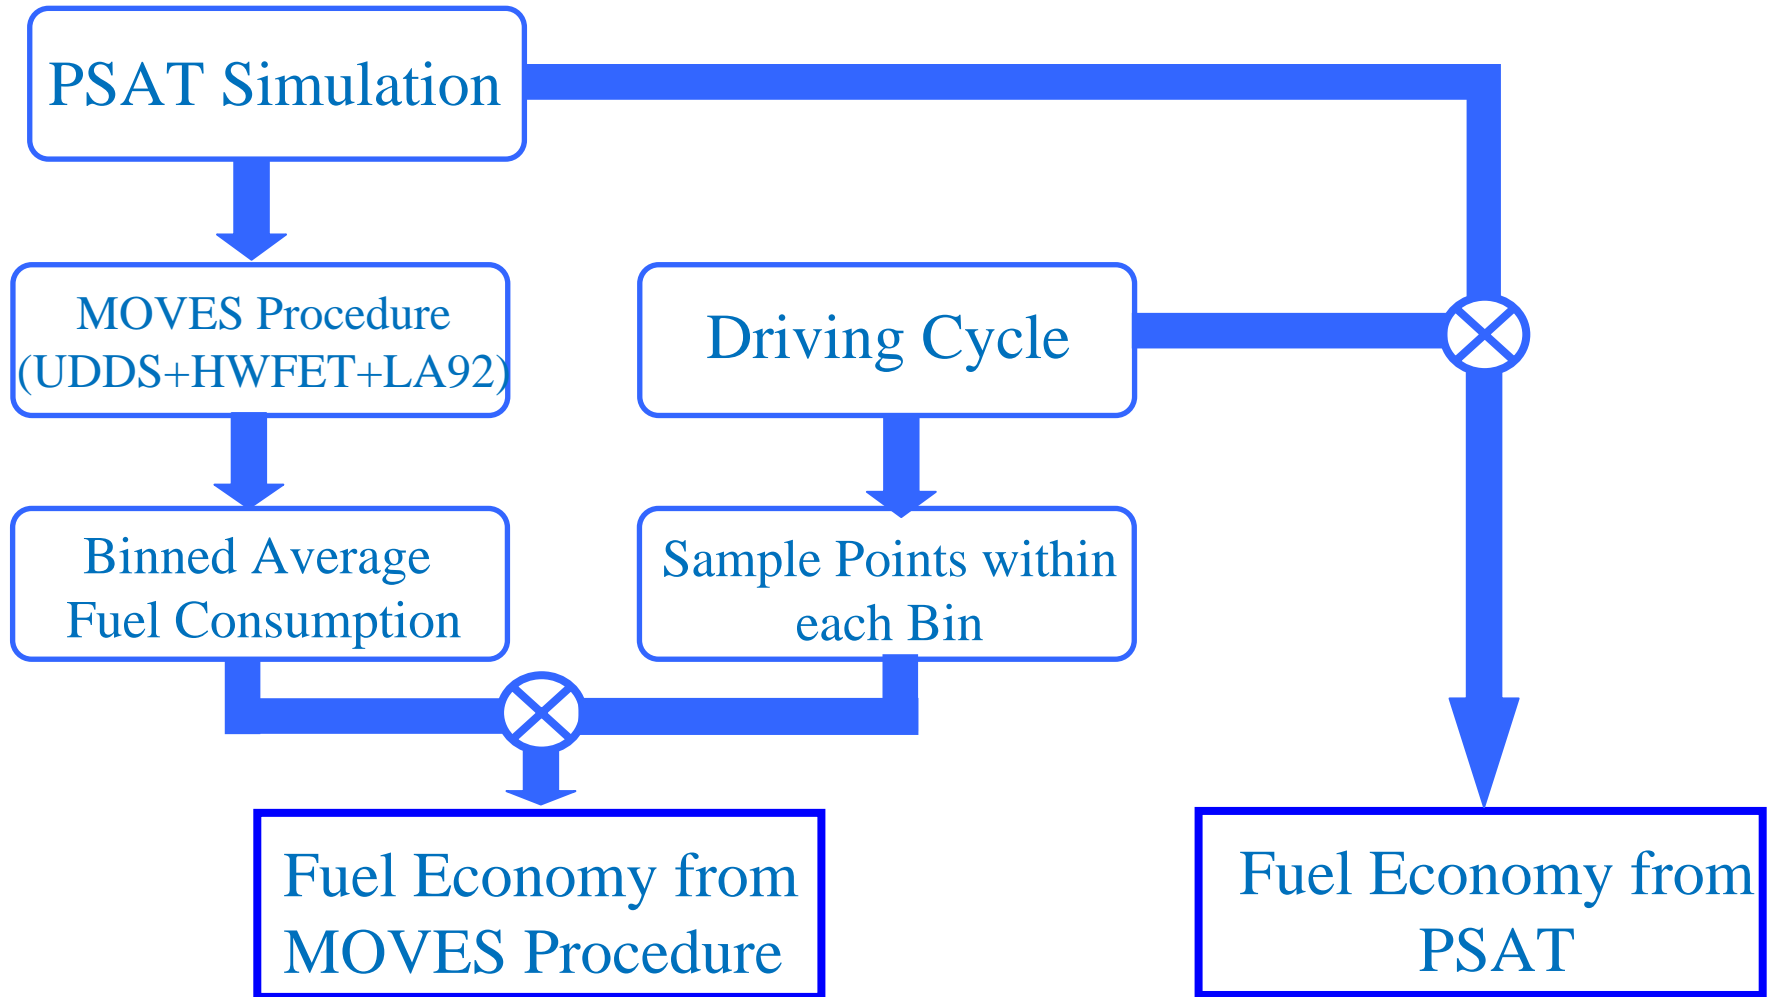 PSAT Simulation
MOVES Procedure
(UDDS+HWFET+LA92)
Driving Cycle
Binned Average
Fuel Consumption
Sample Points within
each Bin
Fuel Economy from
MOVES Procedure
Fuel Economy from
PSAT